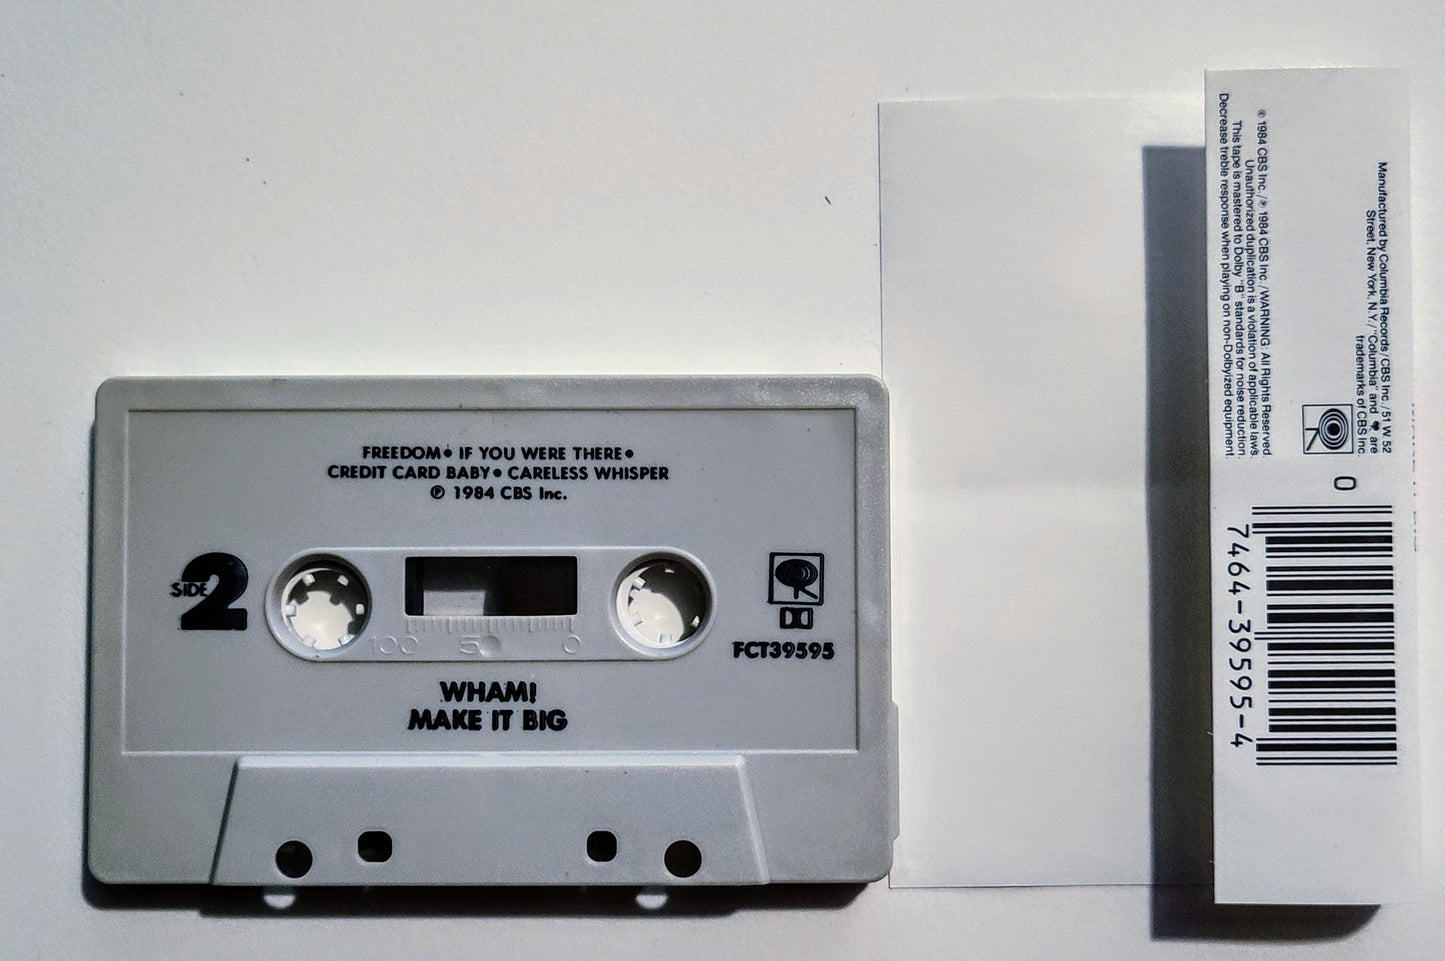 FREEDOM• IF YOU WERE THERE•
CREDIT CARD BABY• CARELESS WHISPER
℗ 1984 CBS Inc.
SIDE 2
100 50 0
FCT39595
WHAM!
MAKE IT BIG
Manufactured by Columbia Records/CBS Inc./51 W 52
Street, New York, N.Y./"Columbia" and are
trademarks of CBS Inc.
© 1984 CBS Inc./℗ 1984 CBS Inc./WARNING: All Rights Reserved.
Unauthorized duplication is a violation of applicable laws.
This tape is mastered to Dolby "B" standards for noise reduction.
Decrease treble response when playing on non-Dolbyized equipment.
0
7464-39595-4